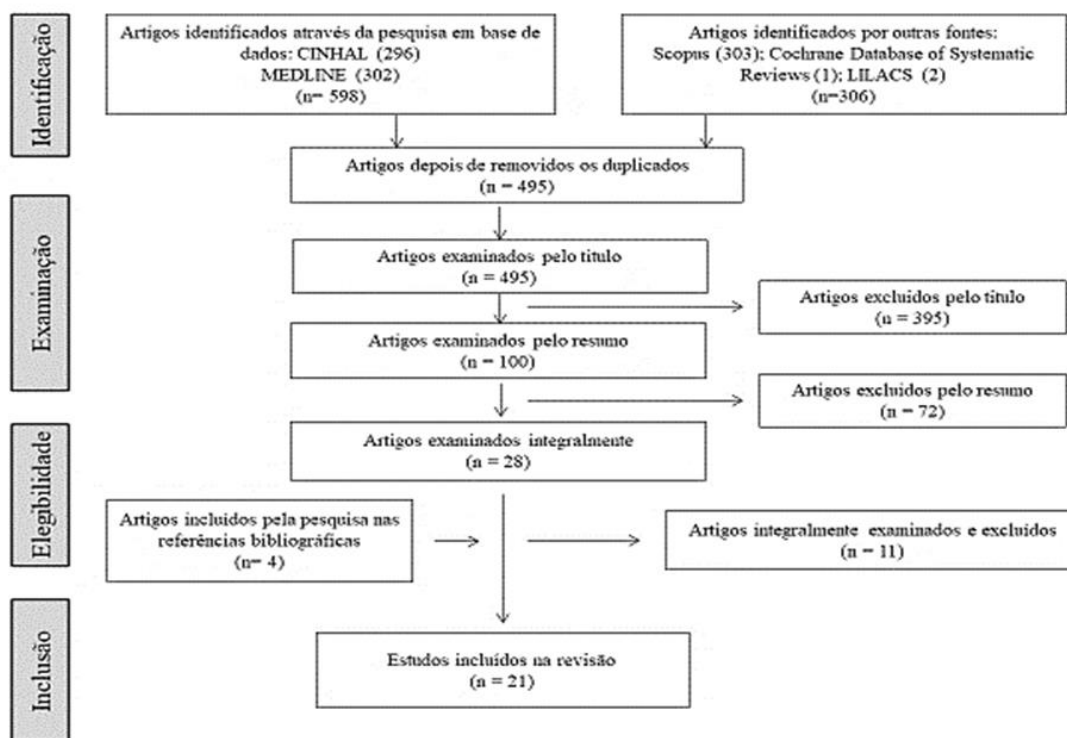 Identificação
Artigos identificados através da pesquisa em base de
dados: CINHAL (296)
MEDLINE (302)
(n= 598)
Artigos identificados por outras fontes:
Scopus (303); Cochrane Database of Systematic
Reviews (1); LILACS (2)
(n=306)
Artigos depois de removidos os duplicados
(n = 495)
Examinação
Artigos examinados pelo título
(n = 495)
Artigos excluídos pelo título
(n = 395)
Artigos examinados pelo resumo
(n = 100)
Artigos excluídos pelo resumo
(n = 72)
Elegibilidade
Artigos examinados integralmente
(n = 28)
Artigos incluídos pela pesquisa nas
referências bibliográficas
(n= 4)
Artigos integralmente examinados e excluídos
(n = 11)
Inclusão
Estudos incluídos na revisão
(n = 21)